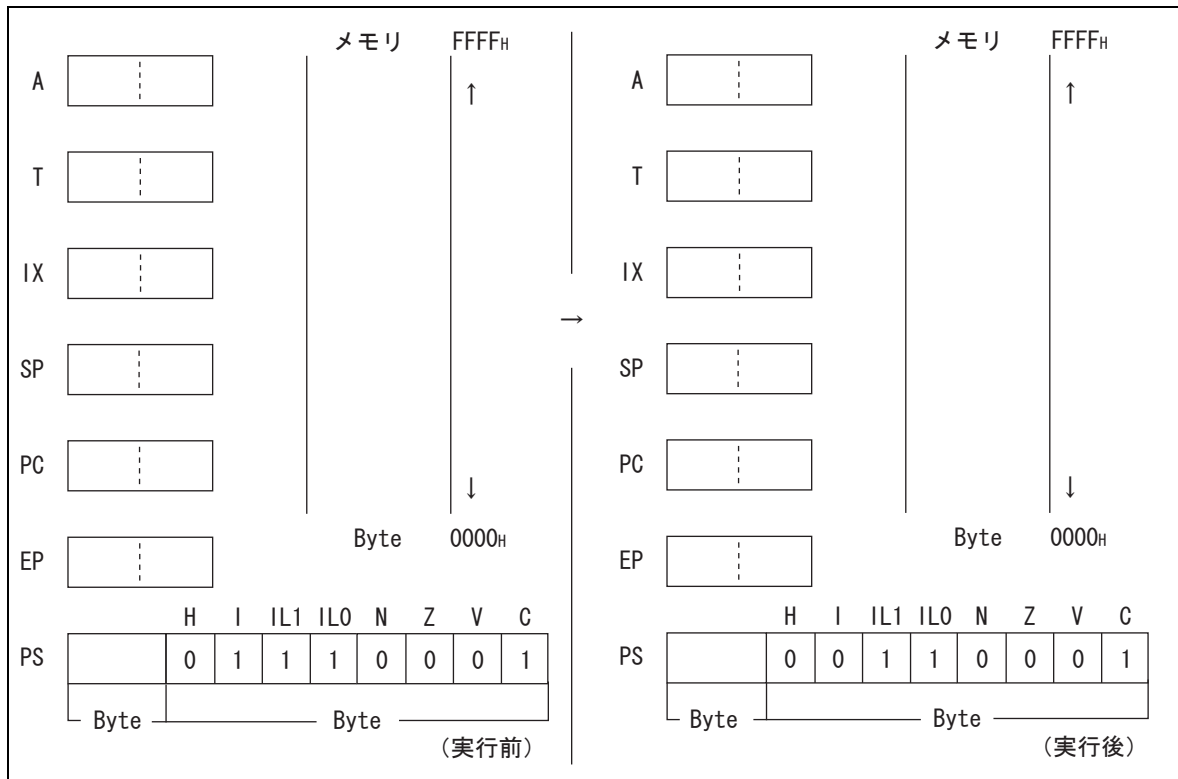 メモリ FFFFH
A
↑
T
IX
SP
PC
↓
Byte 0000H
EP
H I IL1 IL0 N Z V C
PS 0 1 1 1 0 0 0 1
Byte Byte
(実行前)
→
メモリ FFFFH
A
↑
T
IX
SP
PC
↓
Byte 0000H
EP
H I IL1 IL0 N Z V C
PS 0 0 1 1 0 0 0 1
Byte Byte
(実行後)